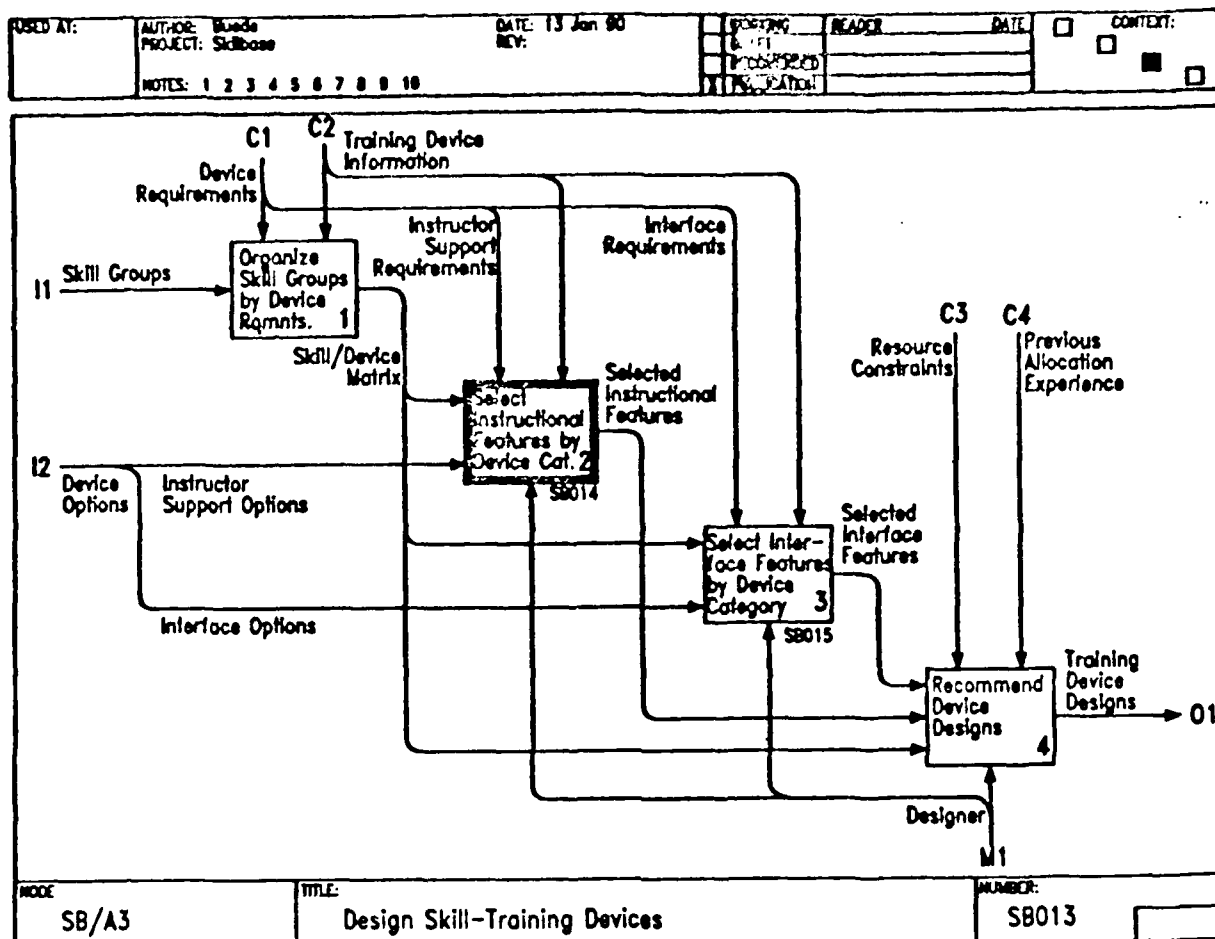 USED AT:
AUTHOR: Buede
PROJECT: Skillbase
NOTES: 1 2 3 4 5 6 7 8 9 10
DATE: 13 Jan 90
REV:
READER
DATE
CONTEXT:
X
C1
C2
Training Device
Information
Device
Requirements
Instructor
Support
Requirements
Interface
Requirements
I1
Skill Groups
Organize
Skill Groups
by Device
Rqmnts. 1
C3
C4
Resource
Constraints
Previous
Allocation
Experience
Skill/Device
Matrix
Select
Instructional
Features by
Device Cat. 2
SB014
Selected
Instructional
Features
I2
Device
Options
Instructor
Support Options
Select Inter-
face Features
by Device
Category 3
SB015
Selected
Interface
Features
Interface Options
Recommend
Device
Designs
4
Training
Device
Designs
O1
Designer
M1
NODE
SB/A3
TITLE:
Design Skill-Training Devices
NUMBER:
SB013